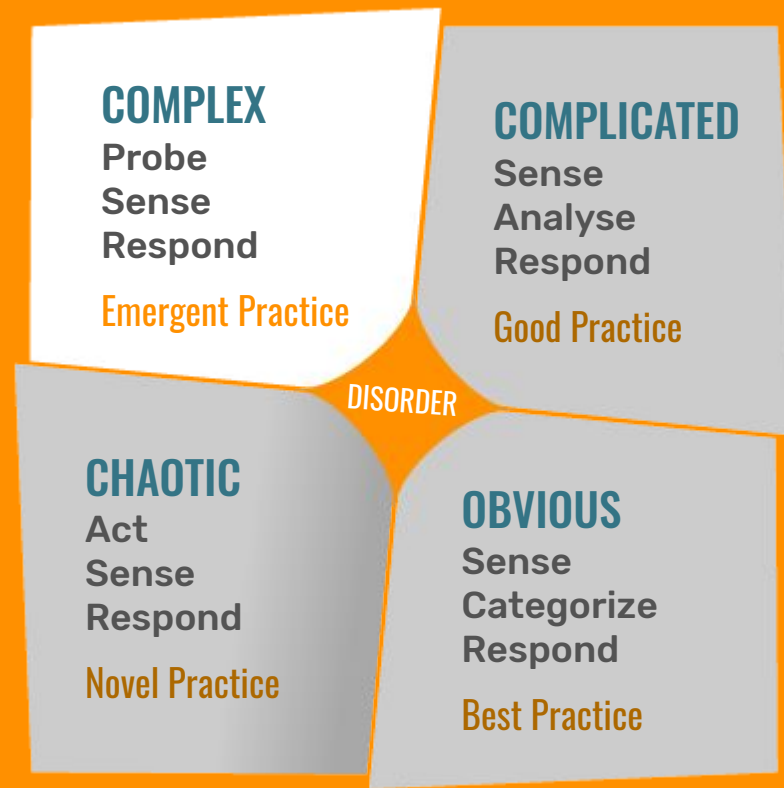 COMPLEX
Probe
Sense
Respond
Emergent Practice
COMPLICATED
Sense
Analyse
Respond
Good Practice
DISORDER
CHAOTIC
Act
Sense
Respond
Novel Practice
OBVIOUS
Sense
Categorize
Respond
Best Practice